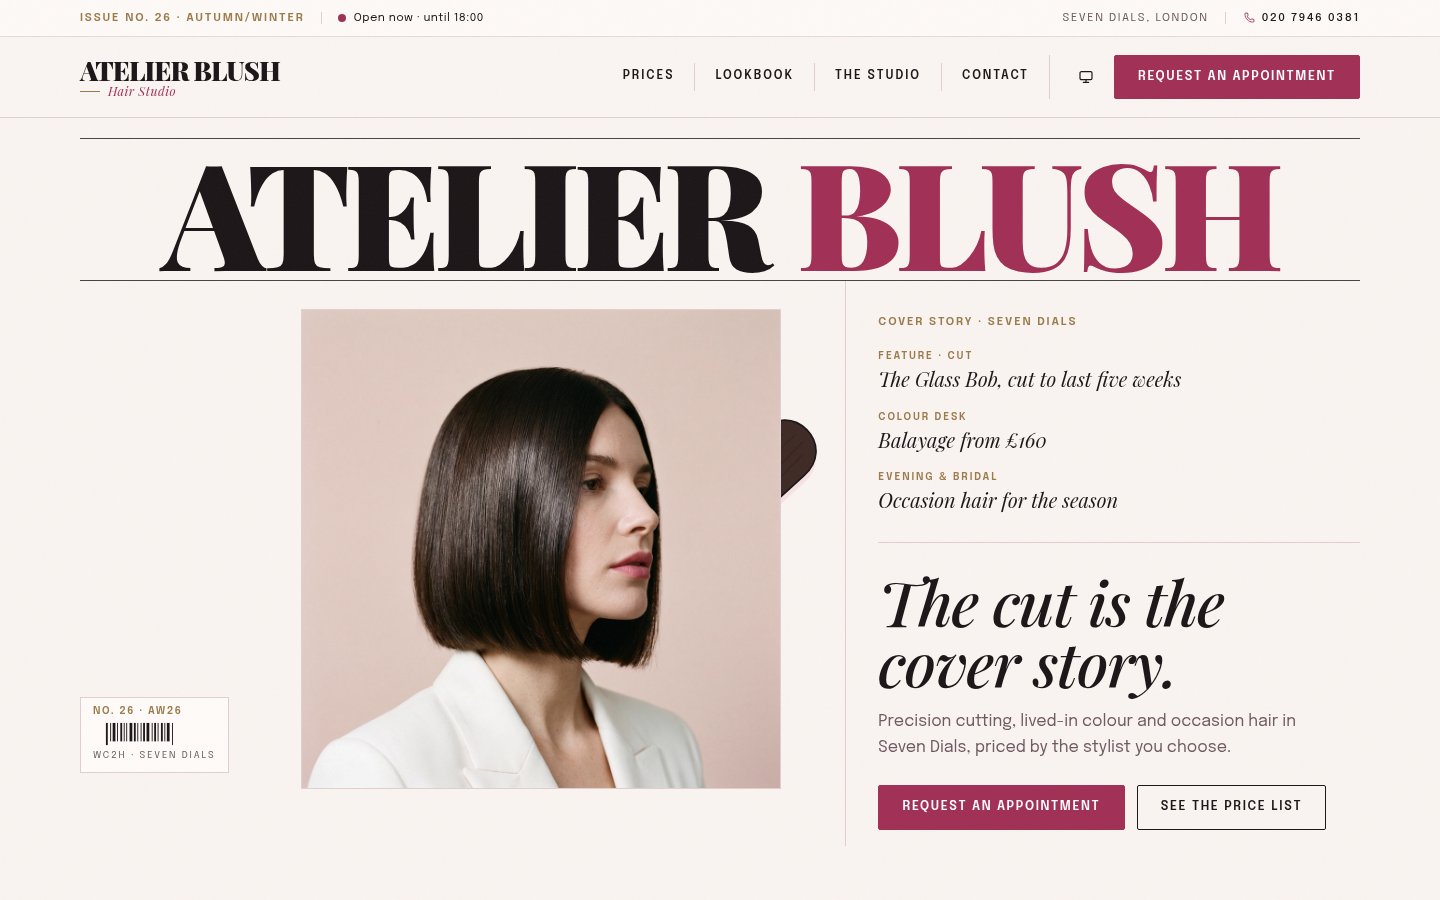 ISSUE NO. 26 · AUTUMN/WINTER
Open now · until 18:00
SEVEN DIALS, LONDON
020 7946 0381
ATELIER BLUSH
Hair Studio
PRICES
LOOKBOOK
THE STUDIO
CONTACT
REQUEST AN APPOINTMENT
ATELIER BLUSH
COVER STORY · SEVEN DIALS
FEATURE · CUT
The Glass Bob, cut to last five weeks
COLOUR DESK
Balayage from £160
EVENING & BRIDAL
Occasion hair for the season
The cut is the
cover story.
Precision cutting, lived-in colour and occasion hair in
Seven Dials, priced by the stylist you choose.
REQUEST AN APPOINTMENT
SEE THE PRICE LIST
NO. 26 · AW26
WC2H · SEVEN DIALS